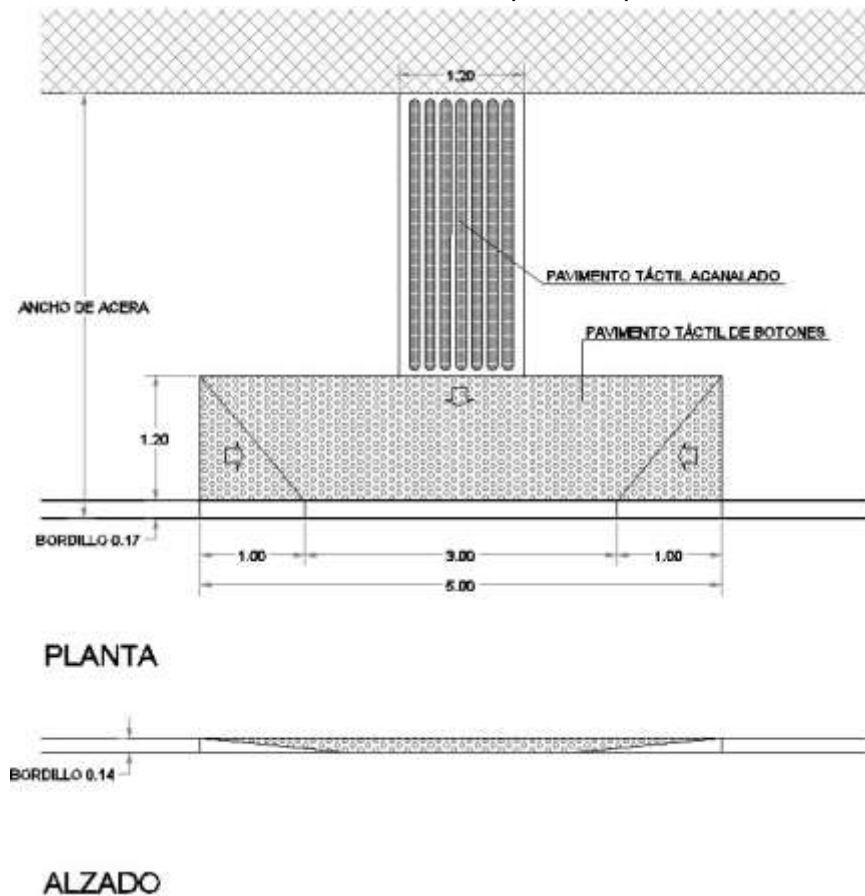 1.20
PAVIMENTO TÁCTIL ACANALADO
ANCHO DE ACERA
PAVIMENTO TÁCTIL DE BOTONES
1.20
BORDILLO 0.17
1.00
3.00
1.00
5.00
PLANTA
BORDILLO 0.14
ALZADO